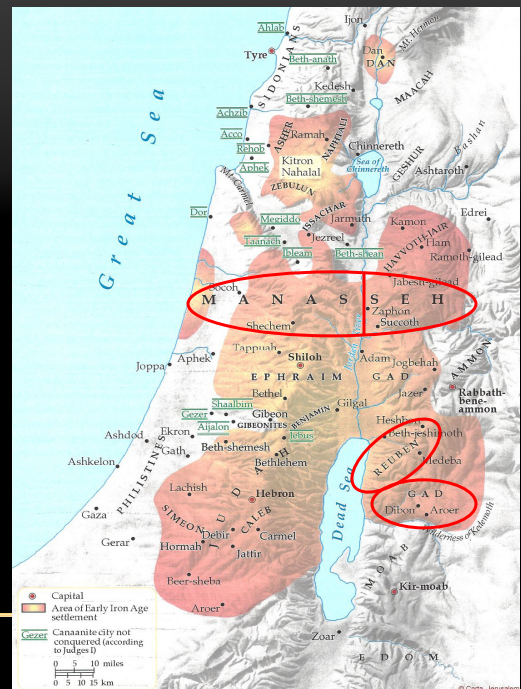 Ijon
Ahlab
Mt. Hermon
Tyre
Dan
DAN
Beth-anath
SIDONIANS
Kedesh
MAACAH
Beth-shemesh
Achzib
Acco
ASHER
Ramah
NAPHTALI
Rehob
Chinnereth
Bashan
Aphek
Kitron
Nahalal
Sea of
Chinnereth
GESHUR
Ashtaroth
Mt. Carmel
ZEBULUN
Great Sea
Dor
Megiddo
ISSACHAR
Jarmuth
Kamon
Edrei
Taanach
Jezreel
HAVVOTH-JAIR
Ham
Ibleam
Beth-shean
Ramoth-gilead
Jabesh-gilead
Socoh
MANASSEH
Zaphon
Shechem
Succoth
Tappuah
Adam
Aphek
Shiloh
Jogbehah
Joppa
EPHRAIM
GAD
AMMON
Bethel
Jazer
Rabbath-
bene-
ammon
Shaalbim
Gezer
Gibeon
Gilgal
Aijalon
GIBEONITES
BENJAMIN
Heshbon
Ashdod
Ekron
Jebus
Beth-jeshimoth
Gath
Beth-shemesh
REUBEN
Ashkelon
Bethlehem
Medeba
PHILISTINES
JUDAH
Dead Sea
Lachish
Hebron
GAD
Gaza
SIMEON
CALEB
Dibon
Aroer
Debir
Carmel
Wilderness of Kedemoth
Gerar
Hormah
Jattir
MOAB
Beer-sheba
Kir-moab
Aroer
Zoar
EDOM
Capital
Area of Early Iron Age
settlement
Gezer
Canaanite city not
conquered (according
to Judges I)
0 5 10 miles
0 5 10 15 km
© Carta, Jerusalem